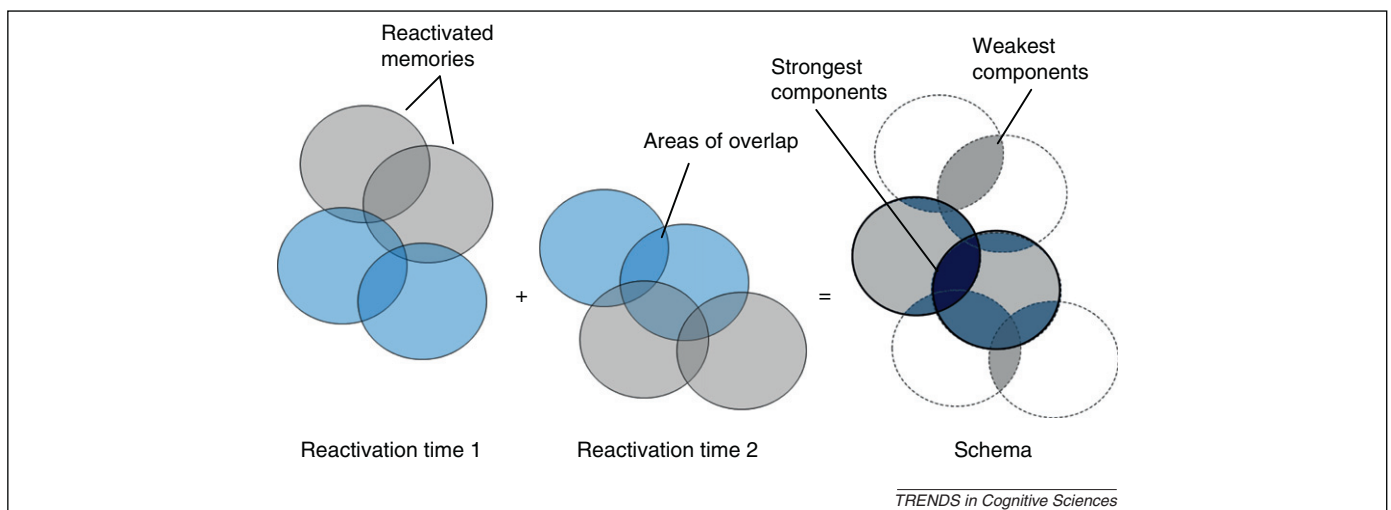 Reactivated
memories
Weakest
components
Strongest
components
Areas of overlap
+
=
Reactivation time 1
Reactivation time 2
Schema
TRENDS in Cognitive Sciences